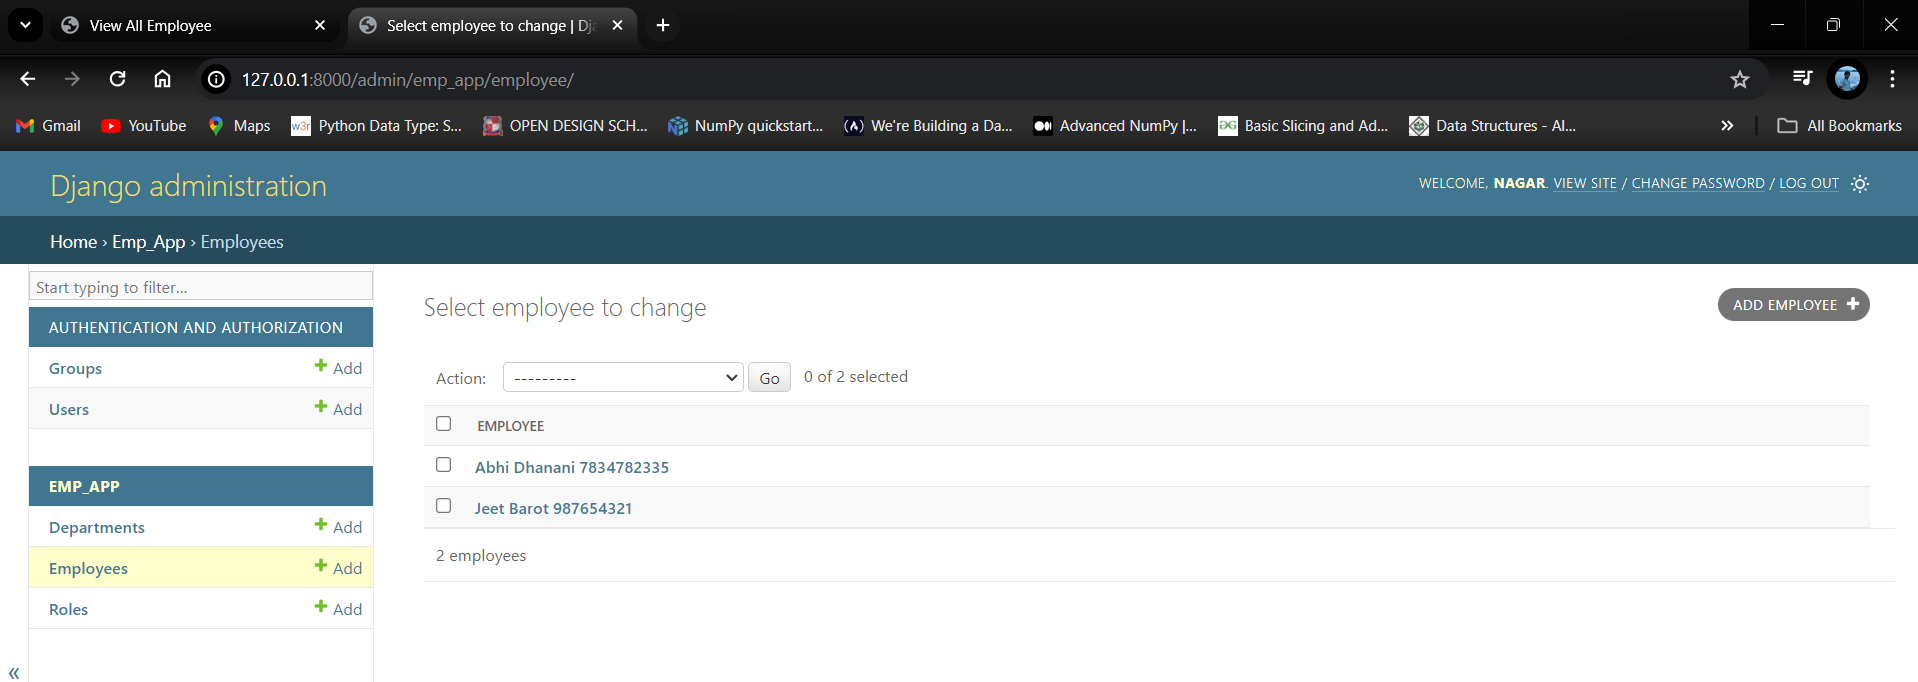 View All Employee
Select employee to change | Dja
127.0.0.1:8000/admin/emp_app/employee/
Gmail YouTube Maps w3r Python Data Type: S... OPEN DESIGN SCH... NumPy quickstart... We're Building a Da... Advanced NumPy |... Basic Slicing and Ad... Data Structures - Al... » All Bookmarks
Django administration
WELCOME, NAGAR. VIEW SITE / CHANGE PASSWORD / LOG OUT
Home › Emp_App › Employees
Start typing to filter...
AUTHENTICATION AND AUTHORIZATION
Groups + Add
Users + Add
EMP_APP
Departments + Add
Employees + Add
Roles + Add
«
Select employee to change
ADD EMPLOYEE +
Action: --------- Go 0 of 2 selected
EMPLOYEE
Abhi Dhanani 7834782335
Jeet Barot 987654321
2 employees